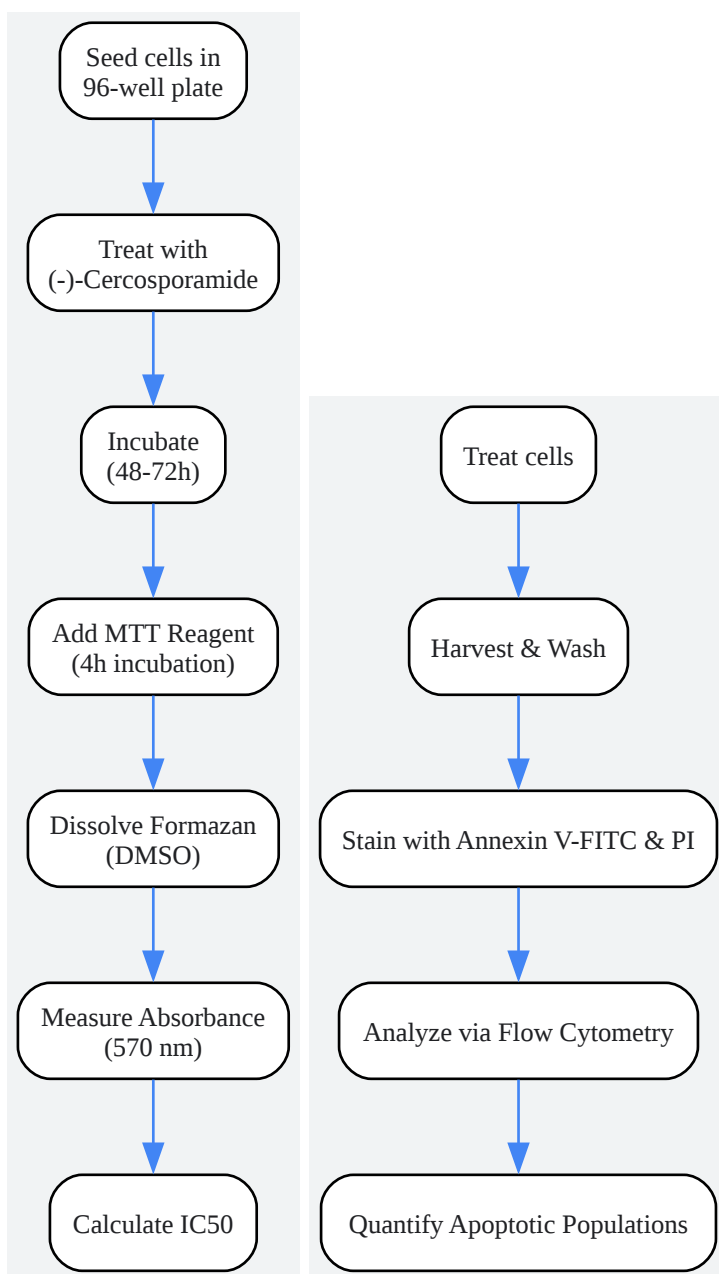 Seed cells in
96-well plate
Treat with
(-)-Cercosporamide
Incubate
(48-72h)
Add MTT Reagent
(4h incubation)
Dissolve Formazan
(DMSO)
Measure Absorbance
(570 nm)
Calculate IC50
Treat cells
Harvest & Wash
Stain with Annexin V-FITC & PI
Analyze via Flow Cytometry
Quantify Apoptotic Populations